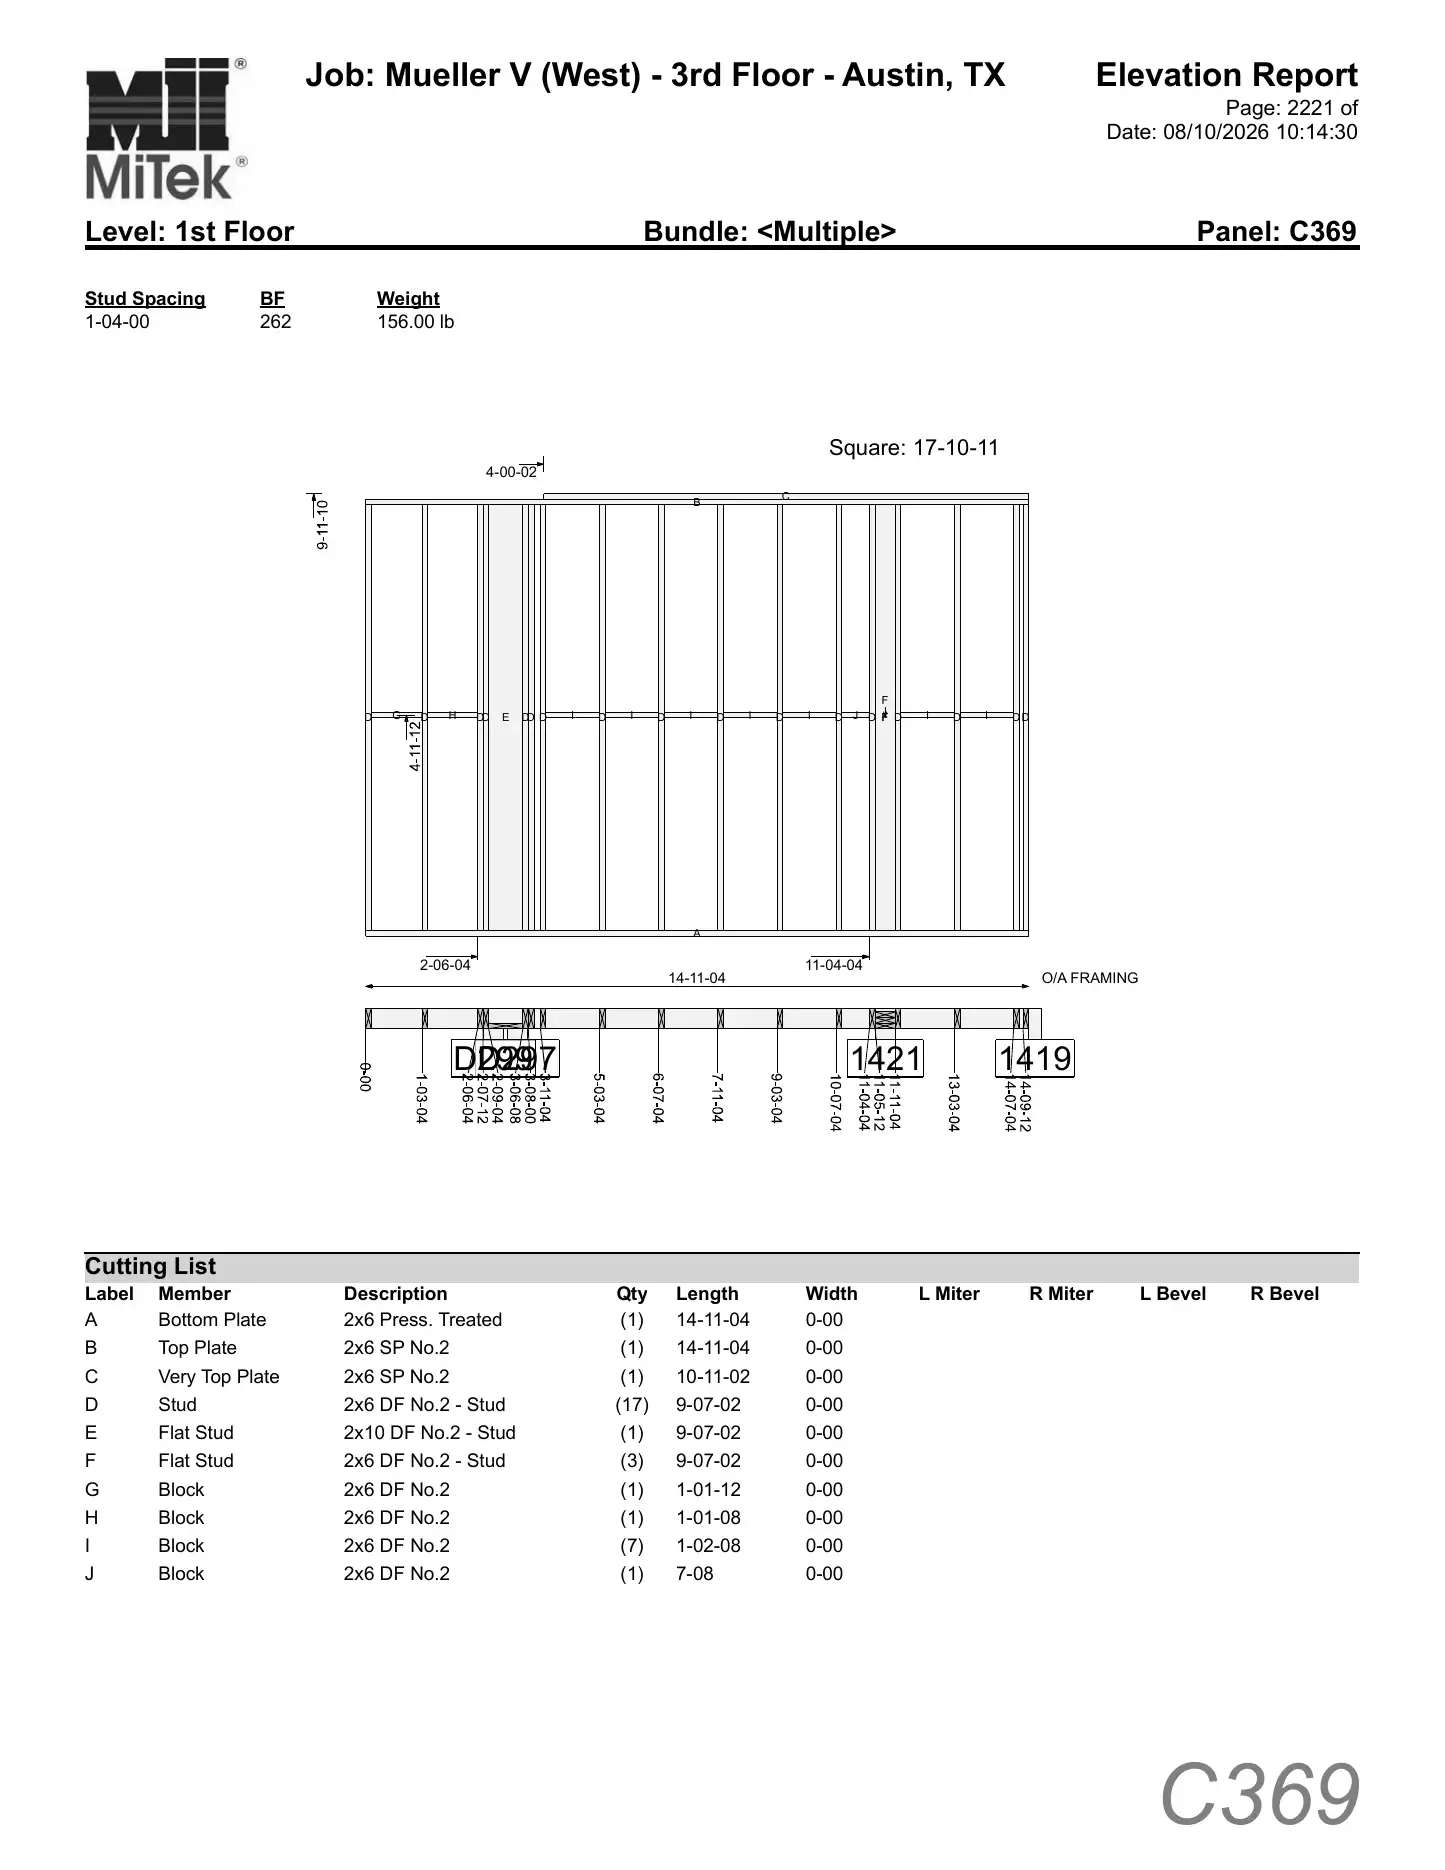 Job: Mueller V (West) - 3rd Floor - Austin, TX
Elevation Report
Page: 2221 of
Date: 08/10/2026 10:14:30
MiTek®
Level: 1st Floor
Bundle: <Multiple>
Panel: C369
Stud Spacing BF Weight
1-04-00 262 156.00 lb
Square: 17-10-11
4-00-02
9-11-10
C
B
F
G H E D D I I I I I J F I I
4-11-12
A
2-06-04
11-04-04
14-11-04
O/A FRAMING
1421
1419
0-00
1-03-04
2-06-04
2-07-12
2-09-04
3-06-08
3-08-00
3-11-04
5-03-04
6-07-04
7-11-04
9-03-04
10-07-04
11-04-04
11-05-12
11-11-04
13-03-04
14-07-04
14-09-12
Cutting List
Label Member Description Qty Length Width L Miter R Miter L Bevel R Bevel
A Bottom Plate 2x6 Press. Treated (1) 14-11-04 0-00
B Top Plate 2x6 SP No.2 (1) 14-11-04 0-00
C Very Top Plate 2x6 SP No.2 (1) 10-11-02 0-00
D Stud 2x6 DF No.2 - Stud (17) 9-07-02 0-00
E Flat Stud 2x10 DF No.2 - Stud (1) 9-07-02 0-00
F Flat Stud 2x6 DF No.2 - Stud (3) 9-07-02 0-00
G Block 2x6 DF No.2 (1) 1-01-12 0-00
H Block 2x6 DF No.2 (1) 1-01-08 0-00
I Block 2x6 DF No.2 (7) 1-02-08 0-00
J Block 2x6 DF No.2 (1) 7-08 0-00
C369